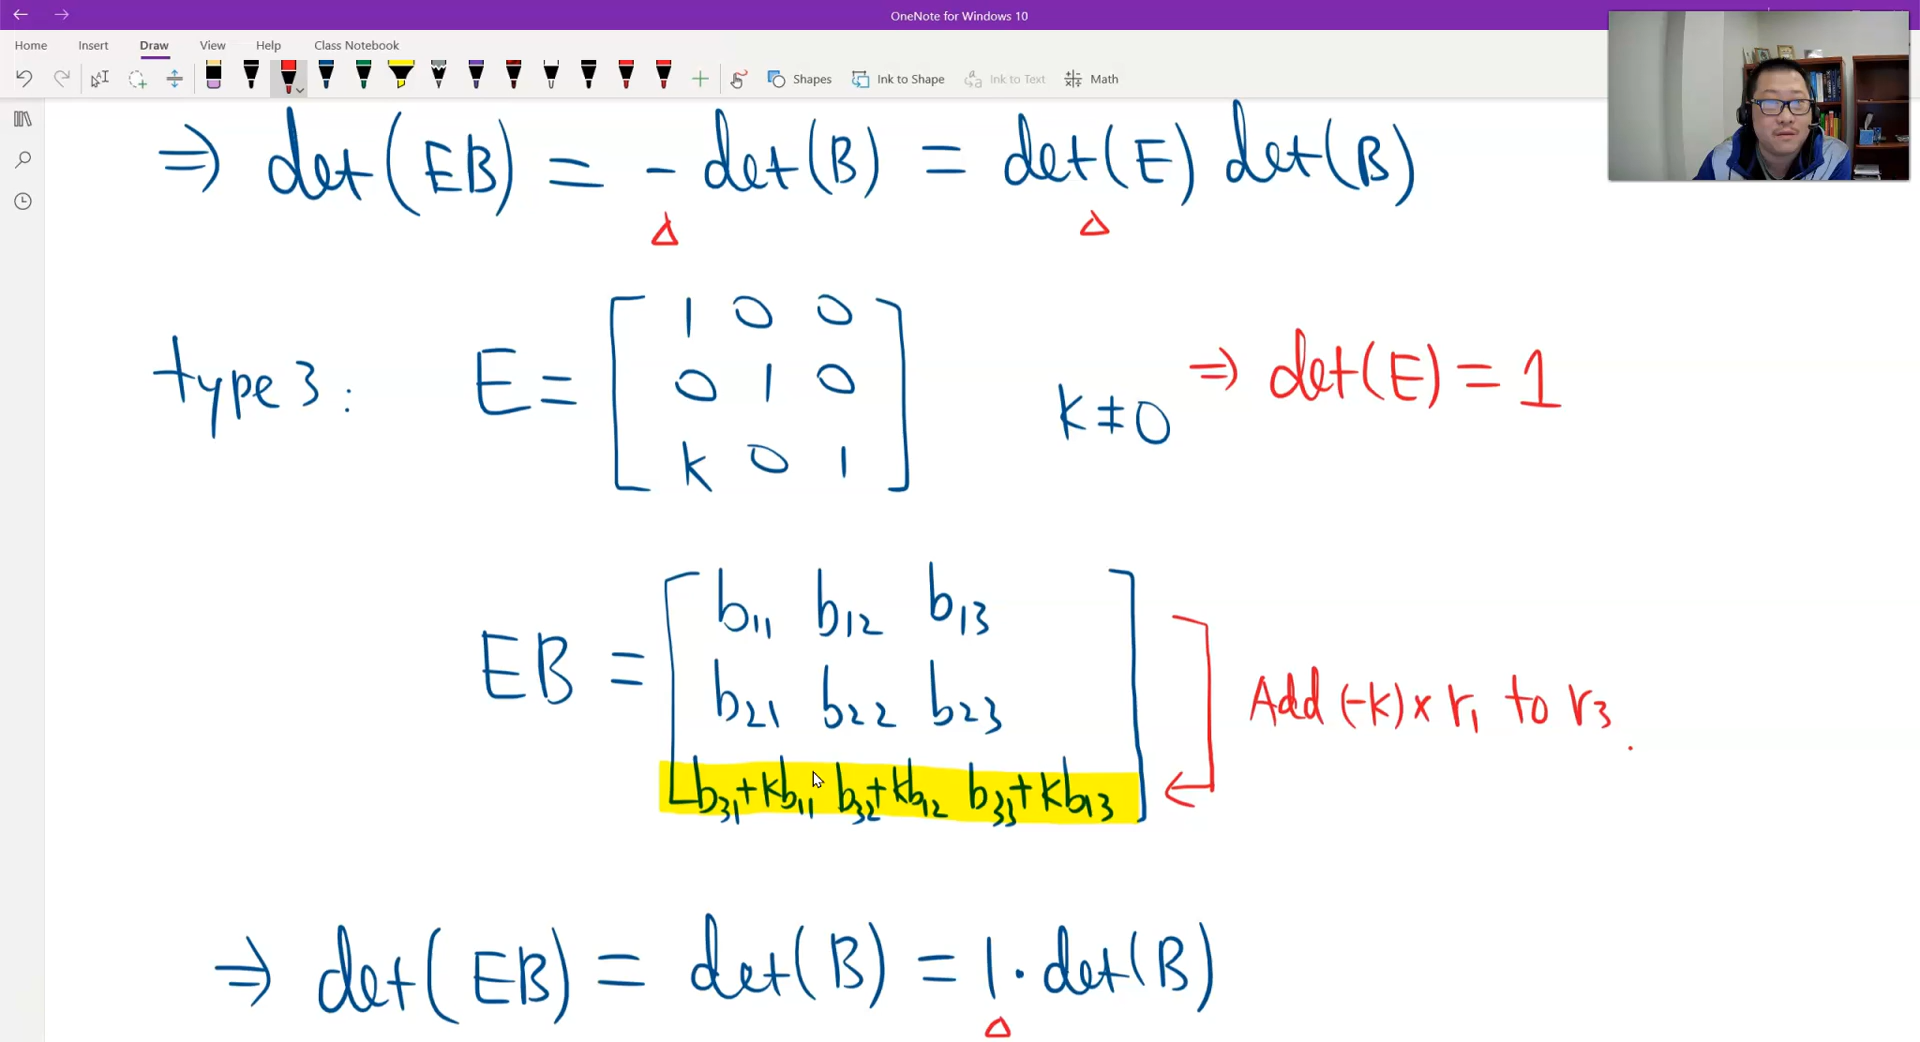 OneNote for Windows 10
Home Insert Draw View Help Class Notebook
Shapes Ink to Shape Ink to Text Math
⇒ det(EB) = - det(B) = det(E) det(B)
Δ Δ
type 3: E = [ 1 0 0
0 1 0
k 0 1 ] k ≠ 0 ⇒ det(E) = 1
EB = [ b11 b12 b13
b21 b22 b23
b31+kb11 b32+kb12 b33+kb13 ] Add (-k)× r1 to r3.
⇒ det(EB) = det(B) = 1 · det(B)
Δ